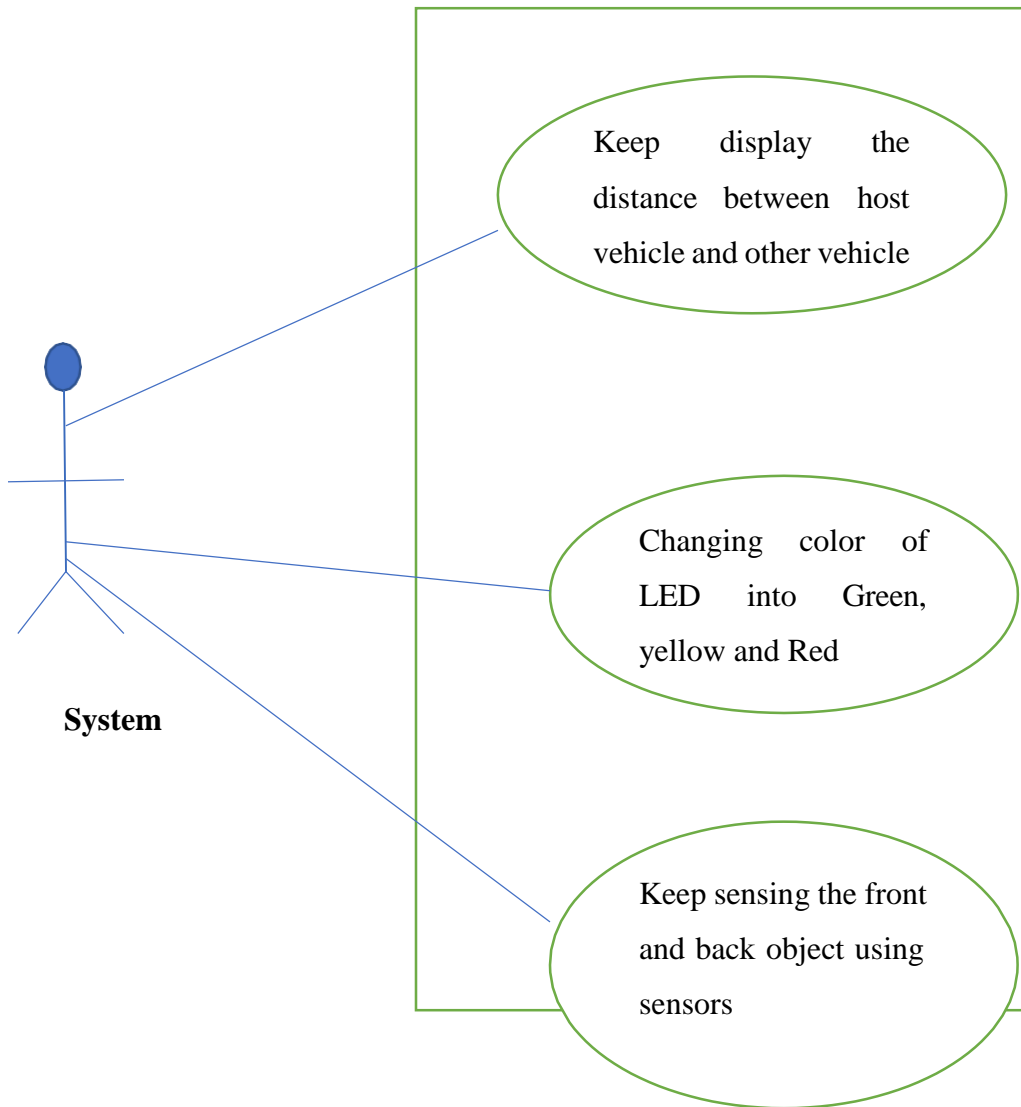 Keep display the
distance between host
vehicle and other vehicle
Changing color of
LED into Green,
yellow and Red
System
Keep sensing the front
and back object using
sensors